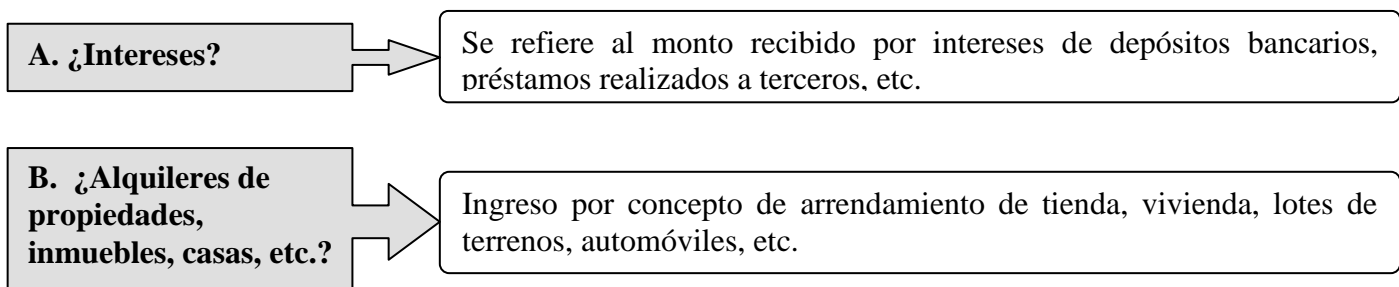 A. ¿Intereses?
Se refiere al monto recibido por intereses de depósitos bancarios,
préstamos realizados a terceros, etc.
B. ¿Alquileres de
propiedades,
inmuebles, casas, etc.?
Ingreso por concepto de arrendamiento de tienda, vivienda, lotes de
terrenos, automóviles, etc.